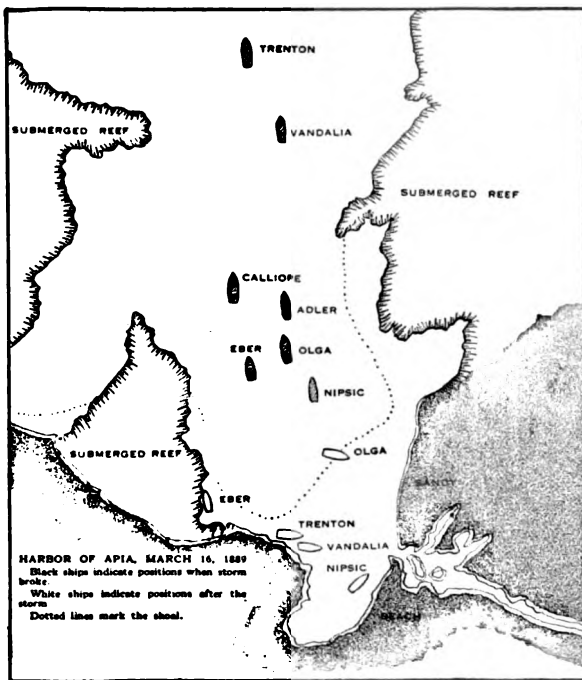 TRENTON
SUBMERGED REEF
VANDALIA
SUBMERGED REEF
CALLIOPE
ADLER
EBER
OLGA
NIPSIC
SUBMERGED REEF
OLGA
SANDY
EBER
TRENTON
VANDALIA
NIPSIC
BEACH
HARBOR OF APIA, MARCH 16, 1889
Black ships indicate positions when storm
broke.
White ships indicate positions after the
storm
Dotted lines mark the shoal.